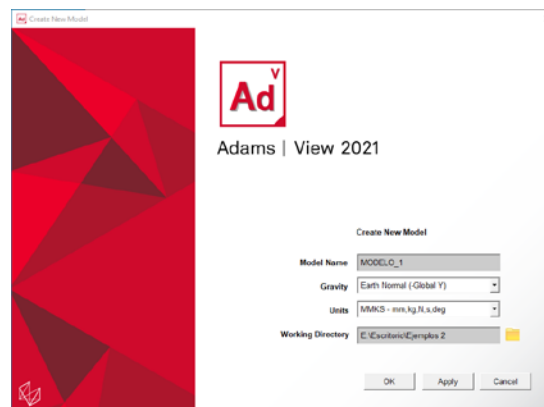 Ad Create New Model
Ad V
Adams | View 2021
Create New Model
Model Name MODELO_1
Gravity Earth Normal (-Global Y)
Units MMKS - mm,kg,N,s,deg
Working Directory E:\Escritorio\Ejemplos 2
OK Apply Cancel